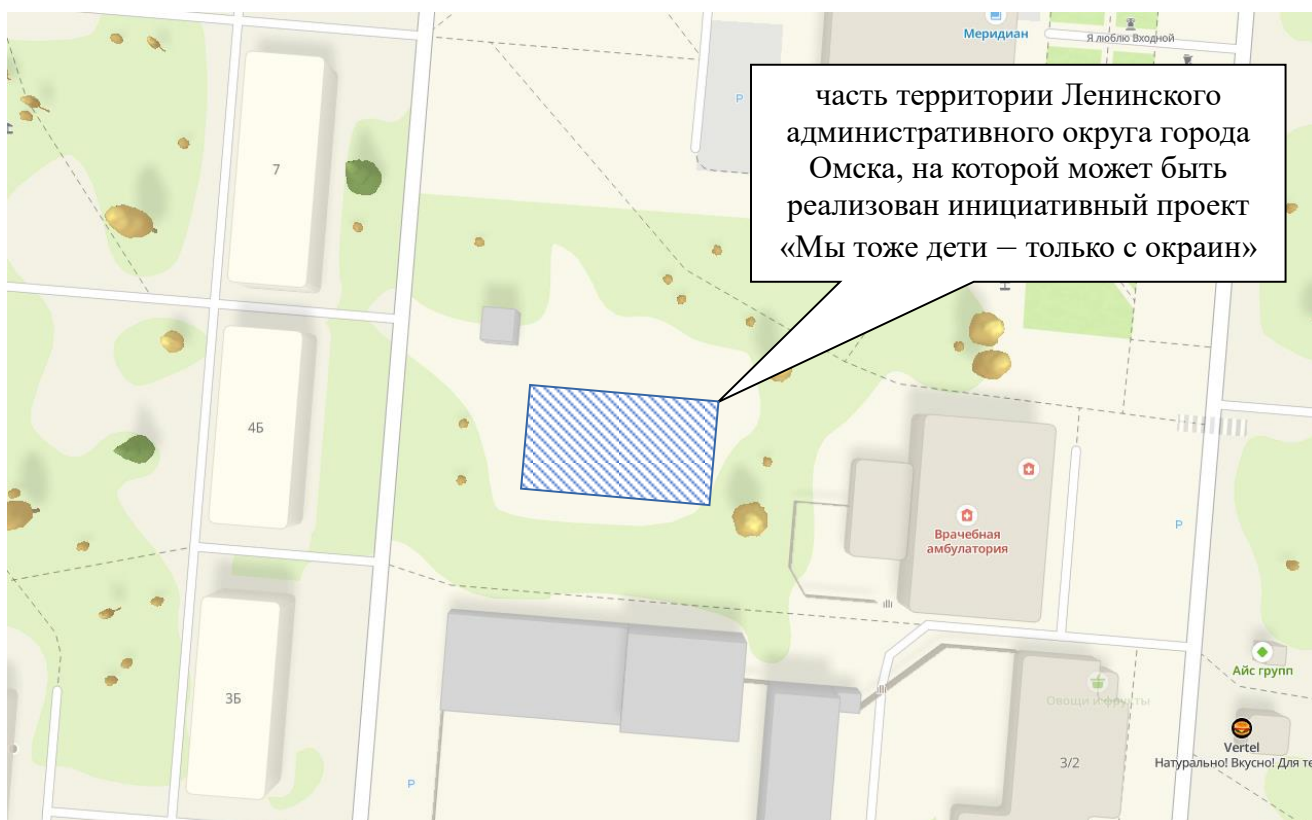 Меридиан
Я люблю Входной
P
часть территории Ленинского
административного округа города
Омска, на которой может быть
реализован инициативный проект
«Мы тоже дети – только с окраин»
7
4Б
3Б
Врачебная
амбулатория
P
Айс групп
Овощи и фрукты
Vertel
Натурально! Вкусно! Для те
3/2
P